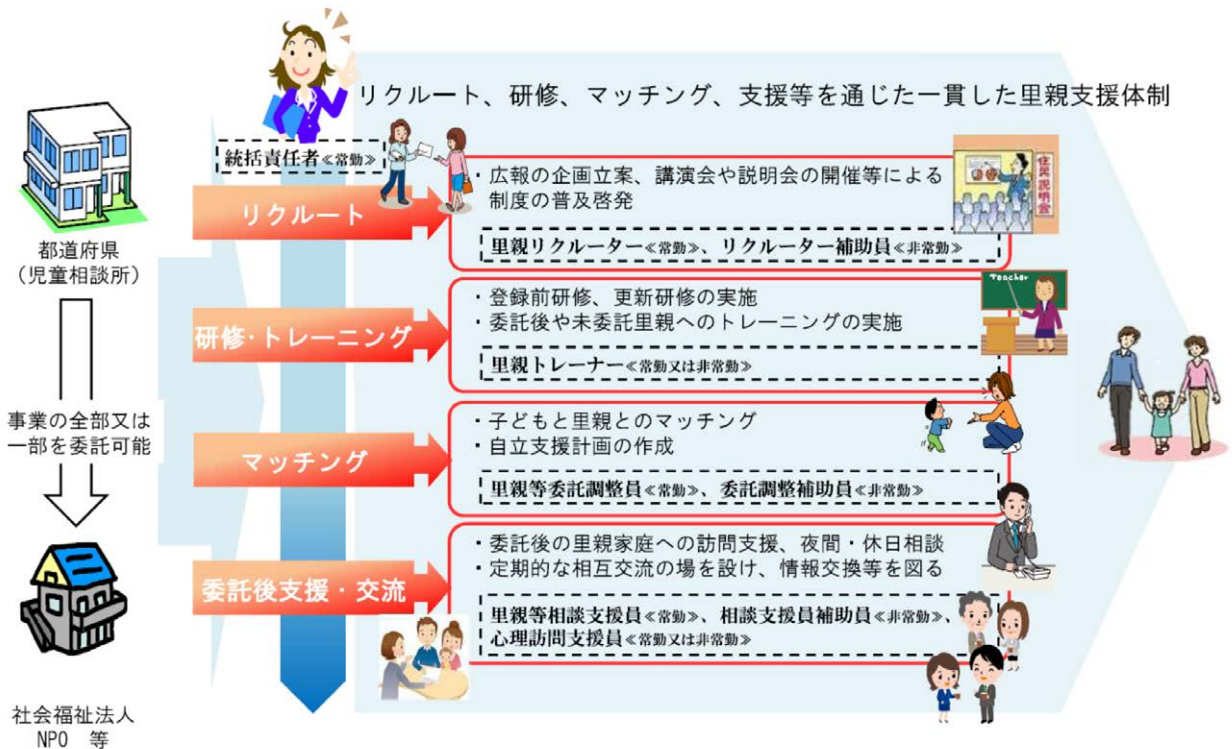 リクルート、研修、マッチング、支援等を通じた一貫した里親支援体制
統括責任者≪常勤≫
都道府県
（児童相談所）
事業の全部又は
一部を委託可能
社会福祉法人
NPO　等
リクルート
・広報の企画立案、講演会や説明会の開催等による
制度の普及啓発
里親リクルーター≪常勤≫、リクルーター補助員≪非常勤≫
住民説明会
研修・トレーニング
・登録前研修、更新研修の実施
・委託後や未委託里親へのトレーニングの実施
里親トレーナー≪常勤又は非常勤≫
Teacher
マッチング
・子どもと里親とのマッチング
・自立支援計画の作成
里親等委託調整員≪常勤≫、委託調整補助員≪非常勤≫
委託後支援・交流
・委託後の里親家庭への訪問支援、夜間・休日相談
・定期的な相互交流の場を設け、情報交換等を図る
里親等相談支援員≪常勤≫、相談支援員補助員≪非常勤≫、
心理訪問支援員≪常勤又は非常勤≫